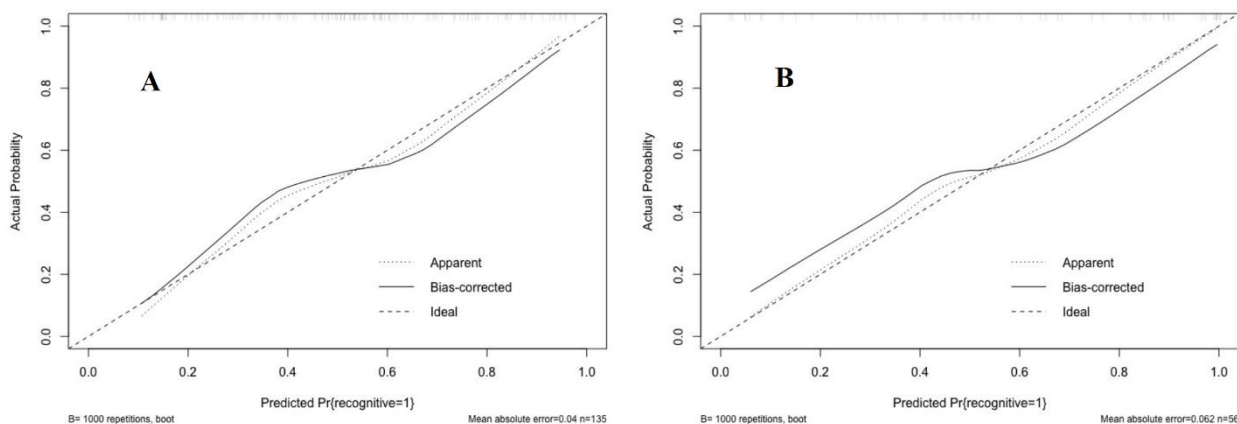 A
1.0
0.8
0.6
0.4
0.2
0.0
Actual Probability
Apparent
Bias-corrected
Ideal
0.0 0.2 0.4 0.6 0.8 1.0
Predicted Pr{recognitive=1}
B= 1000 repetitions, boot
Mean absolute error=0.04 n=135
B
1.0
0.8
0.6
0.4
0.2
0.0
Actual Probability
Apparent
Bias-corrected
Ideal
0.0 0.2 0.4 0.6 0.8 1.0
Predicted Pr{recognitive=1}
B= 1000 repetitions, boot
Mean absolute error=0.062 n=56